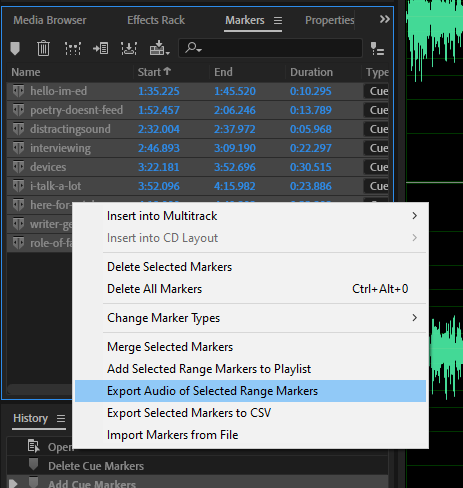 Media Browser Effects Rack Markers Properties
Name Start End Duration Type
hello-im-ed 1:35.225 1:45.520 0:10.295 Cue
poetry-doesnt-feed 1:52.457 2:06.246 0:13.789 Cue
distractingsound 2:32.004 2:37.972 0:05.968 Cue
interviewing 2:46.893 3:09.190 0:22.297 Cue
devices 3:22.181 3:52.696 0:30.515 Cue
i-talk-a-lot 3:52.096 4:15.982 0:23.886 Cue
here-for
writer-ge
role-of-fa
Insert into Multitrack
Insert into CD Layout
Delete Selected Markers
Delete All Markers Ctrl+Alt+0
Change Marker Types
Merge Selected Markers
Add Selected Range Markers to Playlist
Export Audio of Selected Range Markers
Export Selected Markers to CSV
Import Markers from File
History
Open
Delete Cue Markers
Add Cue Markers